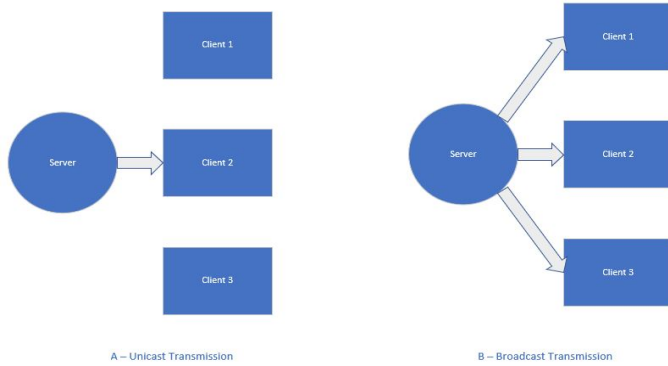 Client 1
Server
Client 2
Client 3
A – Unicast Transmission
Client 1
Server
Client 2
Client 3
B – Broadcast Transmission